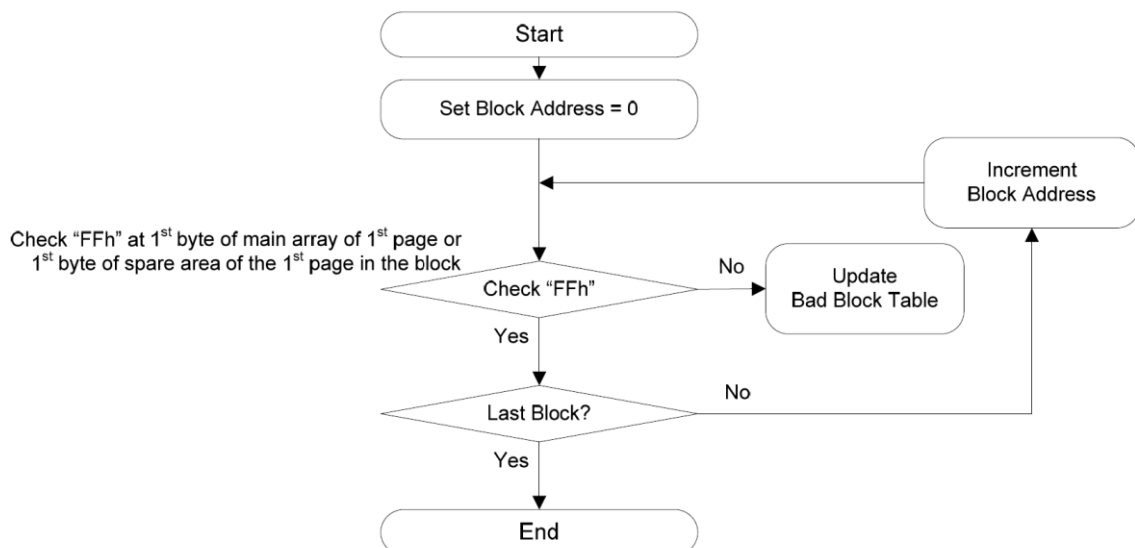 Start
Set Block Address = 0
Increment
Block Address
Check “FFh” at 1st byte of main array of 1st page or
1st byte of spare area of the 1st page in the block
Check “FFh”
No
Update
Bad Block Table
Yes
Last Block?
No
Yes
End